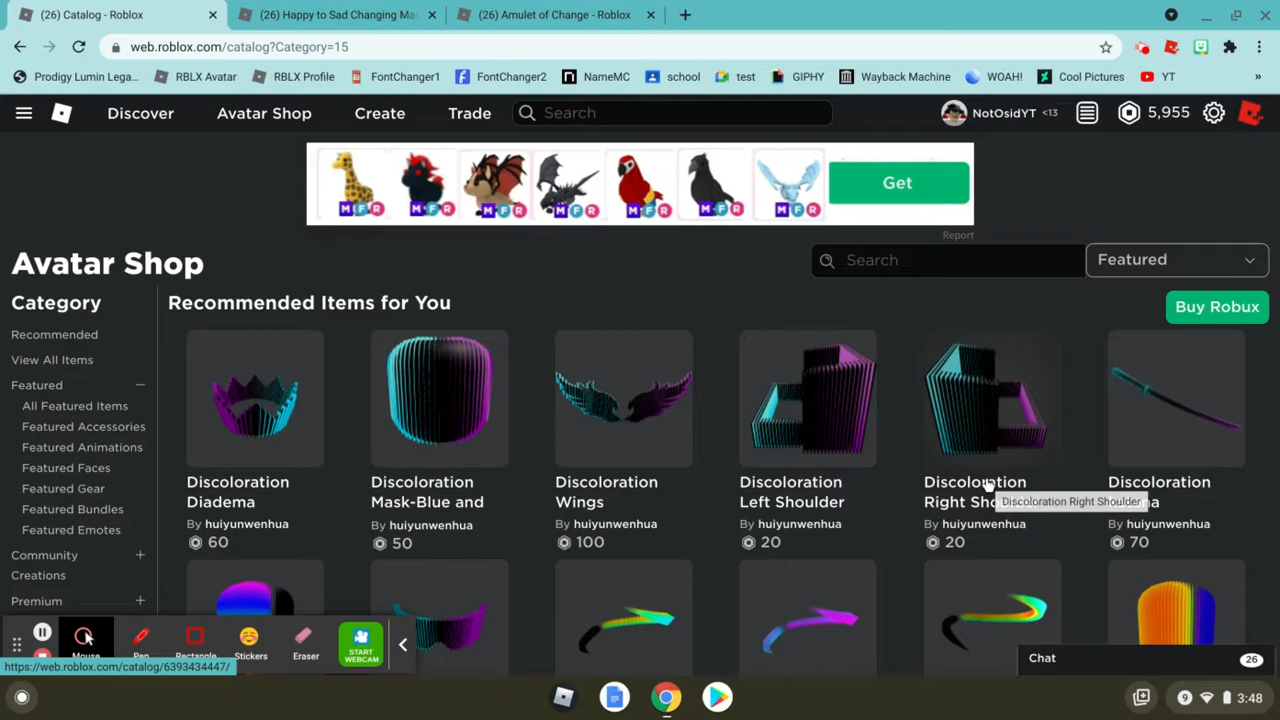 (26) Catalog - Roblox
(26) Happy to Sad Changing Mas
(26) Amulet of Change - Roblox
web.roblox.com/catalog?Category=15
Prodigy Lumin Lega... RBLX Avatar RBLX Profile FontChanger1 FontChanger2 NameMC school test GIPHY Wayback Machine WOAH! Cool Pictures YT »
Discover Avatar Shop Create Trade Search NotOsidYT <13 5,955
M F R M F R M F R M F R M F R M F R M F R Get
Report
Avatar Shop Search Featured
Category Recommended Items for You Buy Robux
Recommended
View All Items
Featured
All Featured Items
Featured Accessories
Featured Animations
Featured Faces
Featured Gear
Featured Bundles
Featured Emotes
Community
Creations
Premium
Discoloration
Diadema
By huiyunwenhua
60
Discoloration
Mask-Blue and
By huiyunwenhua
50
Discoloration
Wings
By huiyunwenhua
100
Discoloration
Left Shoulder
By huiyunwenhua
20
Discoloration
Right Sho
By huiyunwenhua
20
Discoloration Right Shoulder
Discoloration
By huiyunwenhua
70
Mouse Pen Rectangle Stickers Eraser START
WEBCAM
https://web.roblox.com/catalog/6393434447/
Chat 26
9 3:48